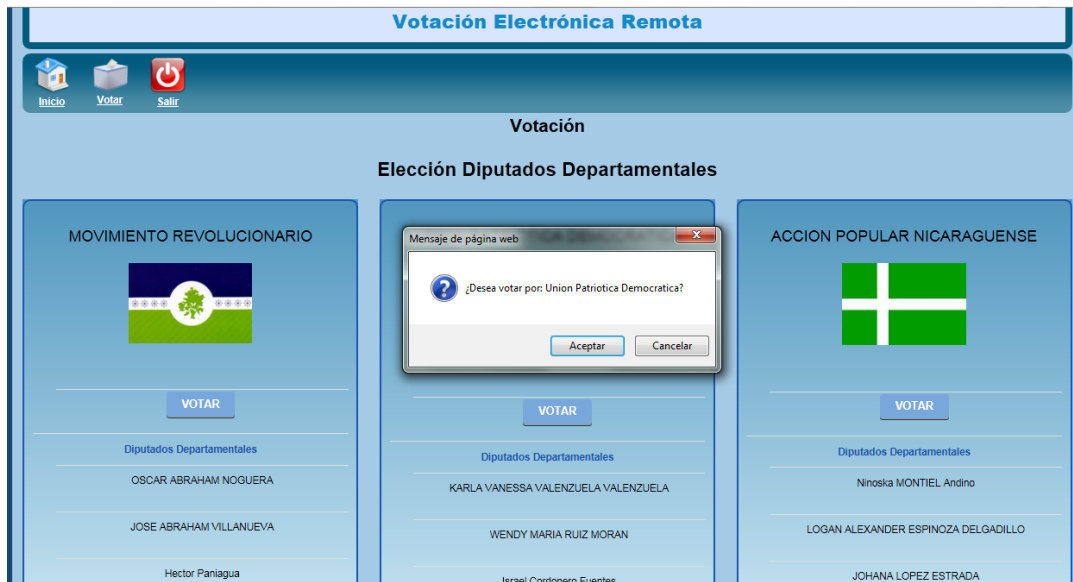 Votación Electrónica Remota
Inicio
Votar
Salir
Votación
Elección Diputados Departamentales
MOVIMIENTO REVOLUCIONARIO
VOTAR
Diputados Departamentales
OSCAR ABRAHAM NOGUERA
JOSE ABRAHAM VILLANUEVA
Hector Paniagua
Mensaje de página web
¿Desea votar por: Union Patriotica Democratica?
Aceptar
Cancelar
VOTAR
Diputados Departamentales
KARLA VANESSA VALENZUELA VALENZUELA
WENDY MARIA RUIZ MORAN
Israel Cordonero Fuentes
ACCION POPULAR NICARAGUENSE
VOTAR
Diputados Departamentales
Ninoska MONTIEL Andino
LOGAN ALEXANDER ESPINOZA DELGADILLO
JOHANA LOPEZ ESTRADA